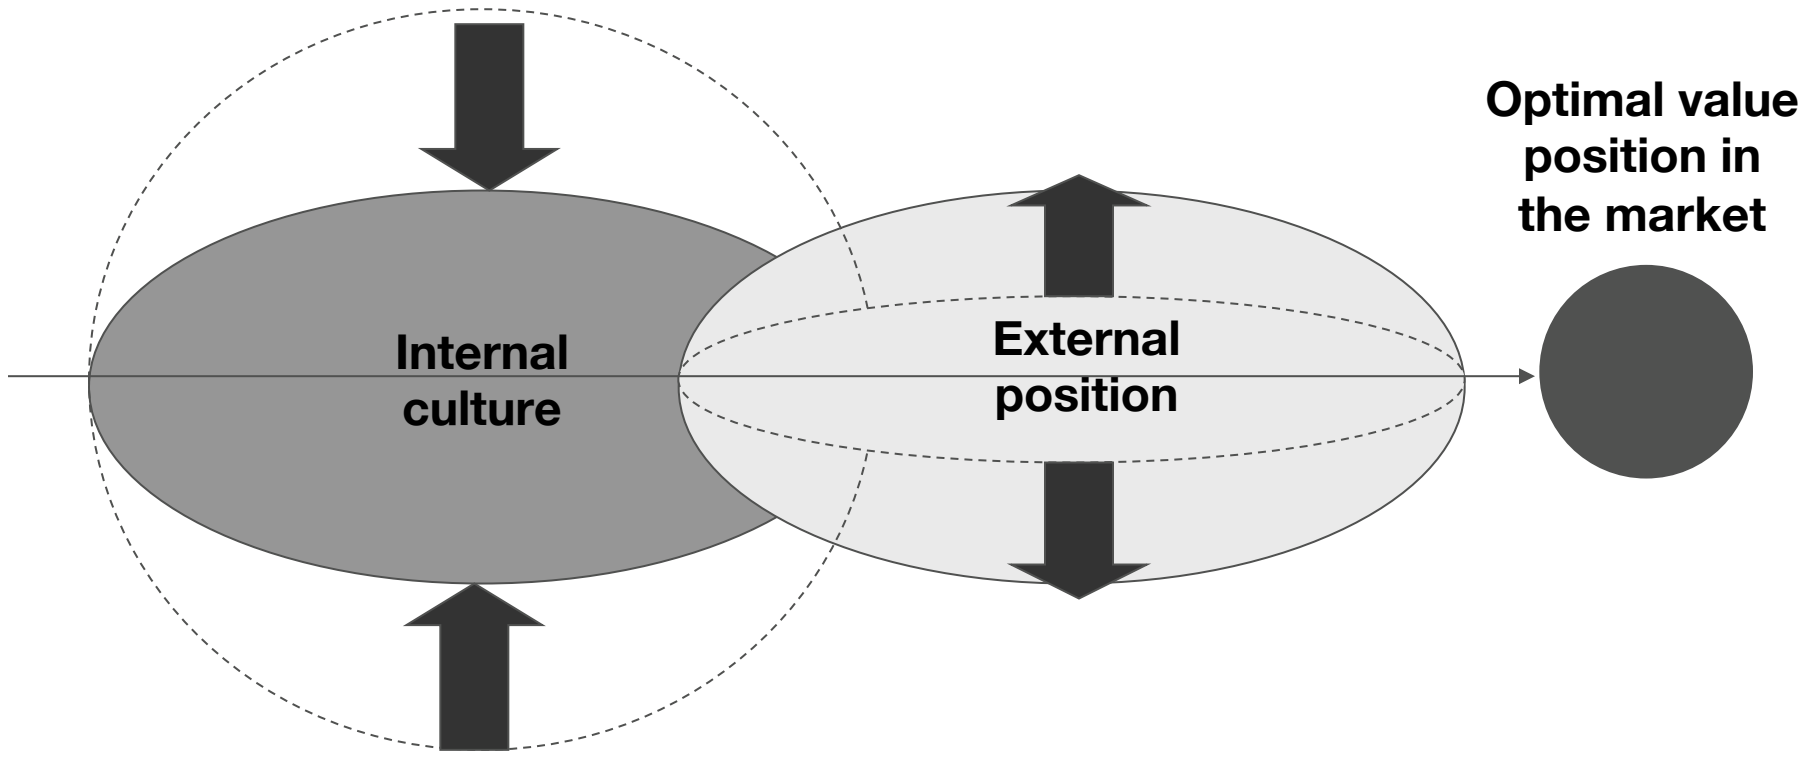 Optimal value
position in
the market
Internal
culture
External
position